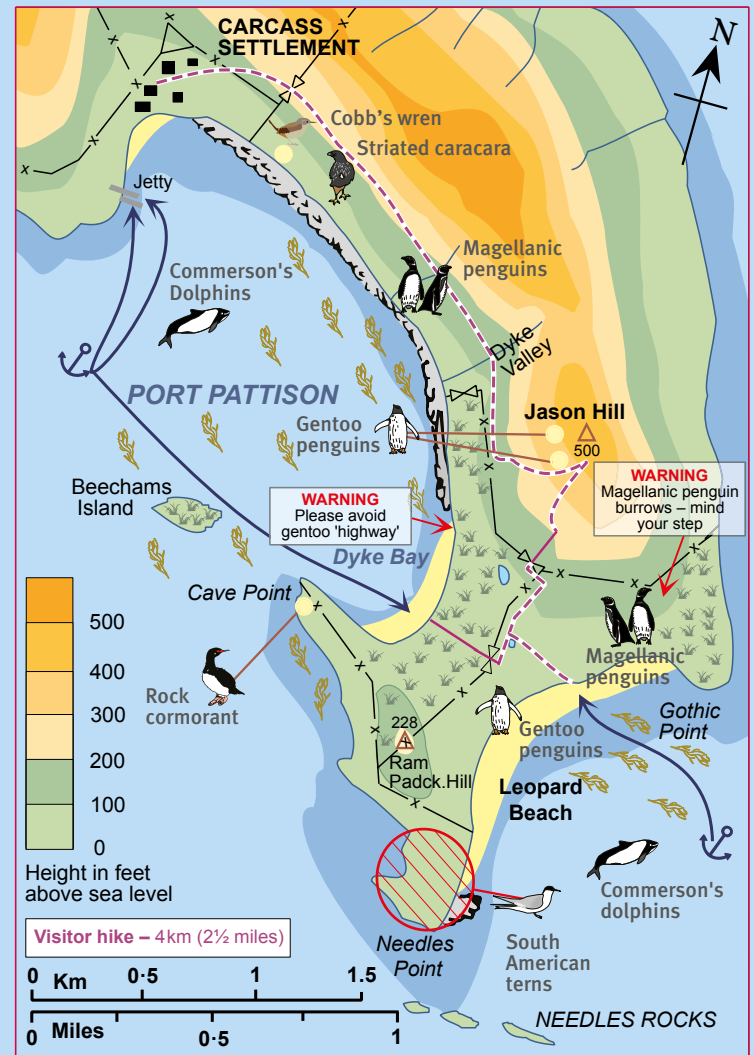 CARCASS
SETTLEMENT
N
Cobb's wren
Striated caracara
Jetty
Magellanic
penguins
Commerson's
Dolphins
Dyke
Valley
PORT PATTISON
Jason Hill
500
Gentoo
penguins
WARNING
Magellanic penguin
burrows – mind
your step
Beechams
Island
WARNING
Please avoid
gentoo 'highway'
Dyke Bay
Cave Point
Rock
cormorant
Magellanic
penguins
228
Ram
Padck.Hill
Gentoo
penguins
Gothic
Point
Leopard
Beach
500
400
300
200
100
0
Height in feet
above sea level
Commerson's
dolphins
Visitor hike – 4km (2½ miles)
Needles
Point
South
American
terns
0 Km 0·5 1 1.5
0 Miles 0·5 1
NEEDLES ROCKS